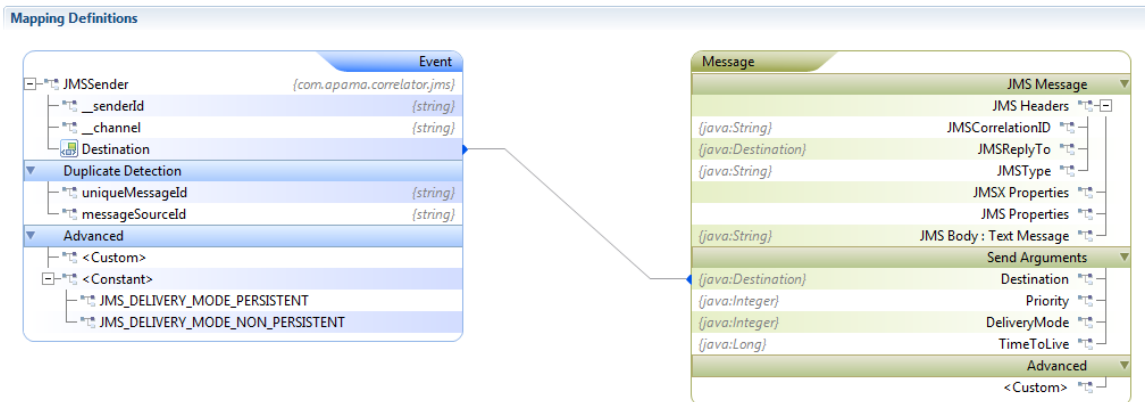 Mapping Definitions
Event
JMSSender {com.apama.correlator.jms}
__senderId {string}
__channel {string}
Destination
Duplicate Detection
uniqueMessageId {string}
messageSourceId {string}
Advanced
<Custom>
<Constant>
JMS_DELIVERY_MODE_PERSISTENT
JMS_DELIVERY_MODE_NON_PERSISTENT
Message
JMS Message
JMS Headers
{java:String} JMSCorrelationID
{java:Destination} JMSReplyTo
{java:String} JMSType
JMSX Properties
JMS Properties
{java:String} JMS Body : Text Message
Send Arguments
{java:Destination} Destination
{java:Integer} Priority
{java:Integer} DeliveryMode
{java:Long} TimeToLive
Advanced
<Custom>